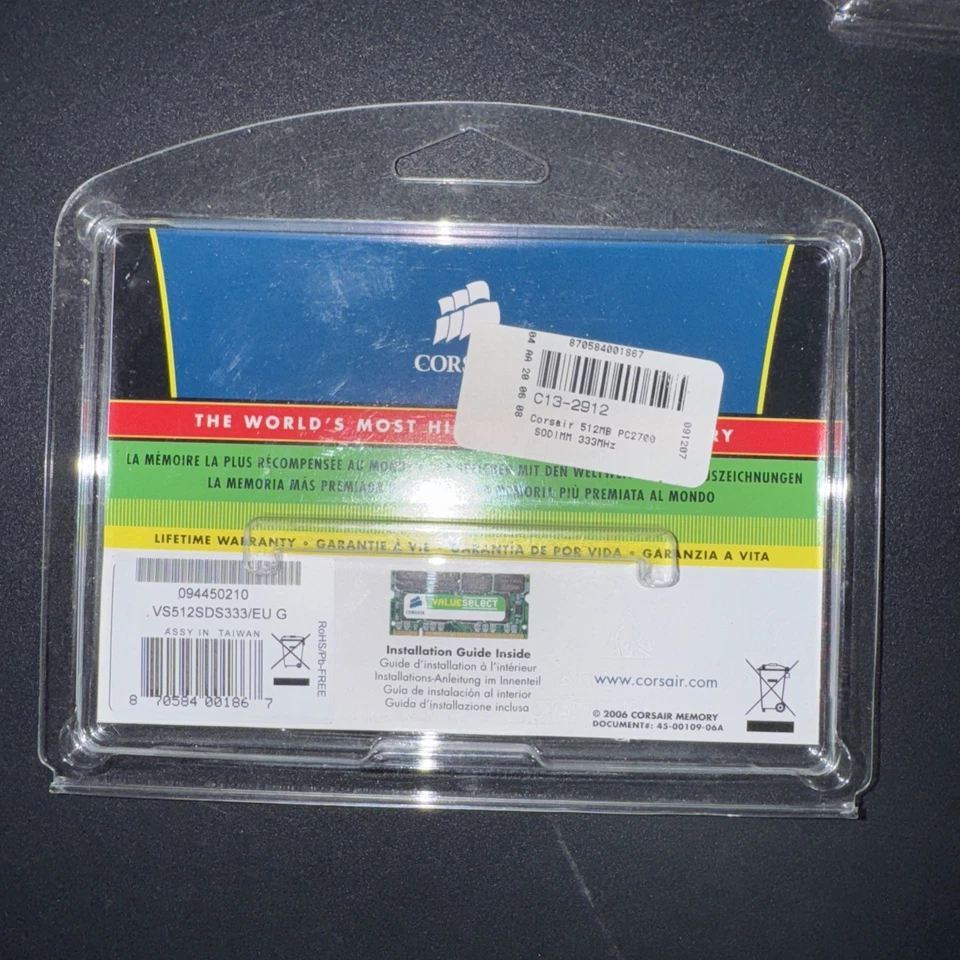 CORS
870584001867
04 AA 28 06 08
C13-2912
Corsair 512MB PC2700
SODIMM 333MHz
091207
THE WORLD'S MOST HI RY
LA MÉMOIRE LA PLUS RÉCOMPENSÉE AU MIT DEN USZEICHNUNGEN
LA MEMORIA MÁS PREMIADA MEMORIA PIÙ PREMIATA AL MONDO
LIFETIME WARRANTY • GARANTIE À VIE • GARANTÍA DE POR VIDA • GARANZIA A VITA
094450210
.VS512SDS333/EU G
ASSY IN TAIWAN
8 70584 00186 7
RoHS/Pb-FREE
VALUESELECT
CORSAIR
Installation Guide Inside
Guide d'installation à l'intérieur
Installations-Anleitung im Innenteil
Guía de instalación al interior
Guida d'installazione inclusa
www.corsair.com
© 2006 CORSAIR MEMORY
DOCUMENT#: 45-00109-06A